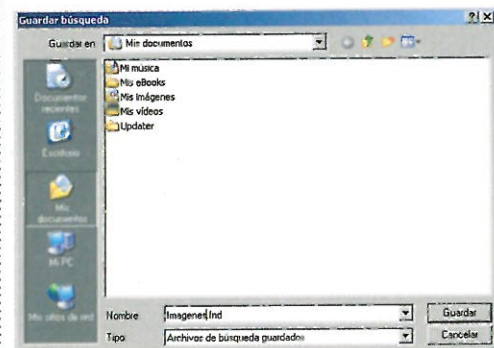 Guardar búsqueda
Guardar en: Mis documentos
Mi música
Mis eBooks
Mis imágenes
Mis vídeos
Updater
Documentos recientes
Escritorio
Mis documentos
Mi PC
Mis sitios de red
Nombre: Imagenes.fnd
Guardar
Tipo: Archivos de búsqueda guardados
Cancelar